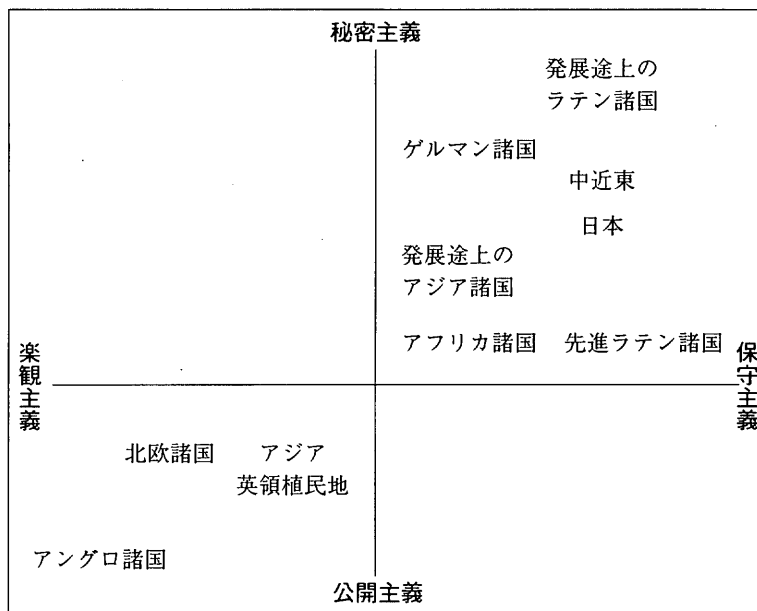 秘密主義
発展途上の
ラテン諸国
ゲルマン諸国
中近東
日本
発展途上の
アジア諸国
アフリカ諸国 先進ラテン諸国
楽観主義
保守主義
北欧諸国 アジア
英領植民地
アングロ諸国
公開主義